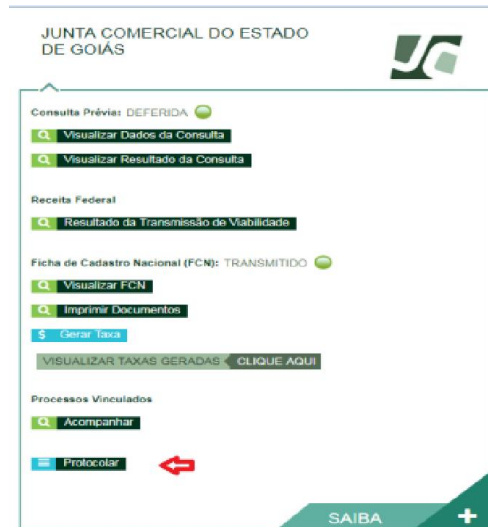 JUNTA COMERCIAL DO ESTADO
DE GOIÁS
Consulta Prévia: DEFERIDA
Visualizar Dados da Consulta
Visualizar Resultado da Consulta
Receita Federal
Resultado da Transmissão de Viabilidade
Ficha de Cadastro Nacional (FCN): TRANSMITIDO
Visualizar FCN
Imprimir Documentos
$ Gerar Taxa
VISUALIZAR TAXAS GERADAS CLIQUE AQUI
Processos Vinculados
Acompanhar
Protocolar
SAIBA +